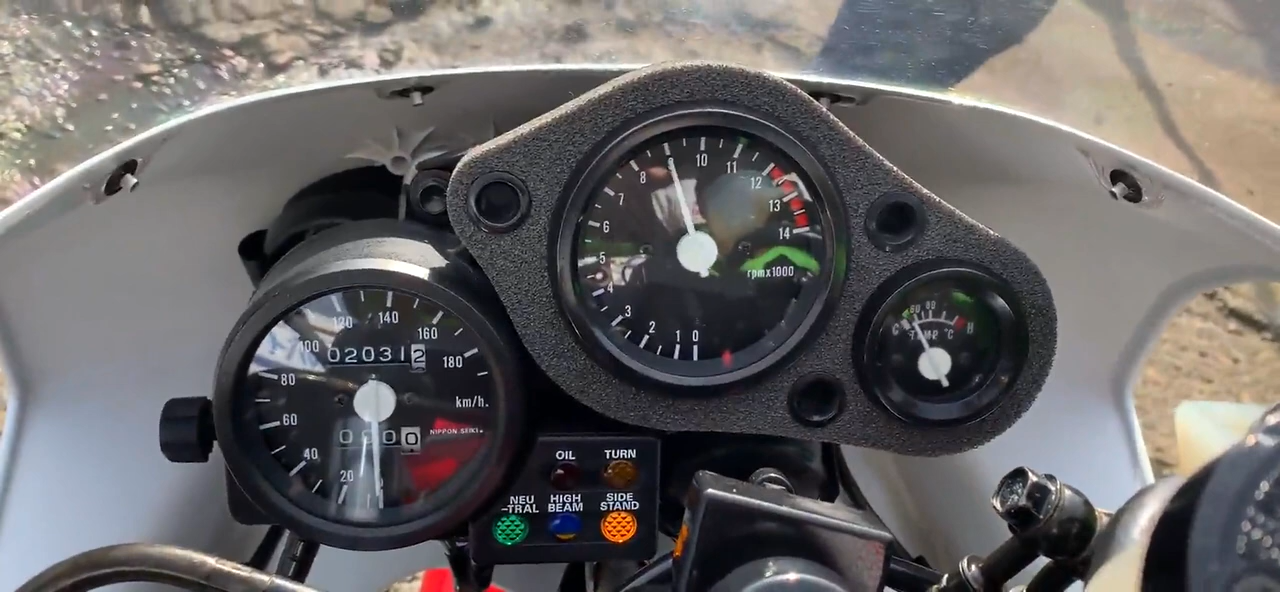 0
1
2
3
4
5
6
7
8
9
10
11
12
13
14
rpmx1000
20
40
60
80
100
120
140
160
180
020312
km/h.
0000
NIPPON SEIKI
C
60
H
TEMP °C
OIL TURN
NEU
-TRAL
HIGH
BEAM
SIDE
STAND